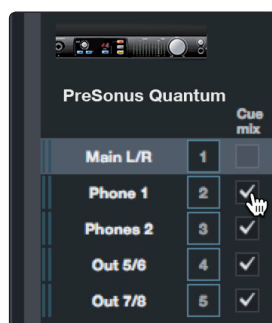 PreSonus Quantum
Cue
mix
Main L/R 1
Phone 1 2
Phones 2 3
Out 5/6 4
Out 7/8 5